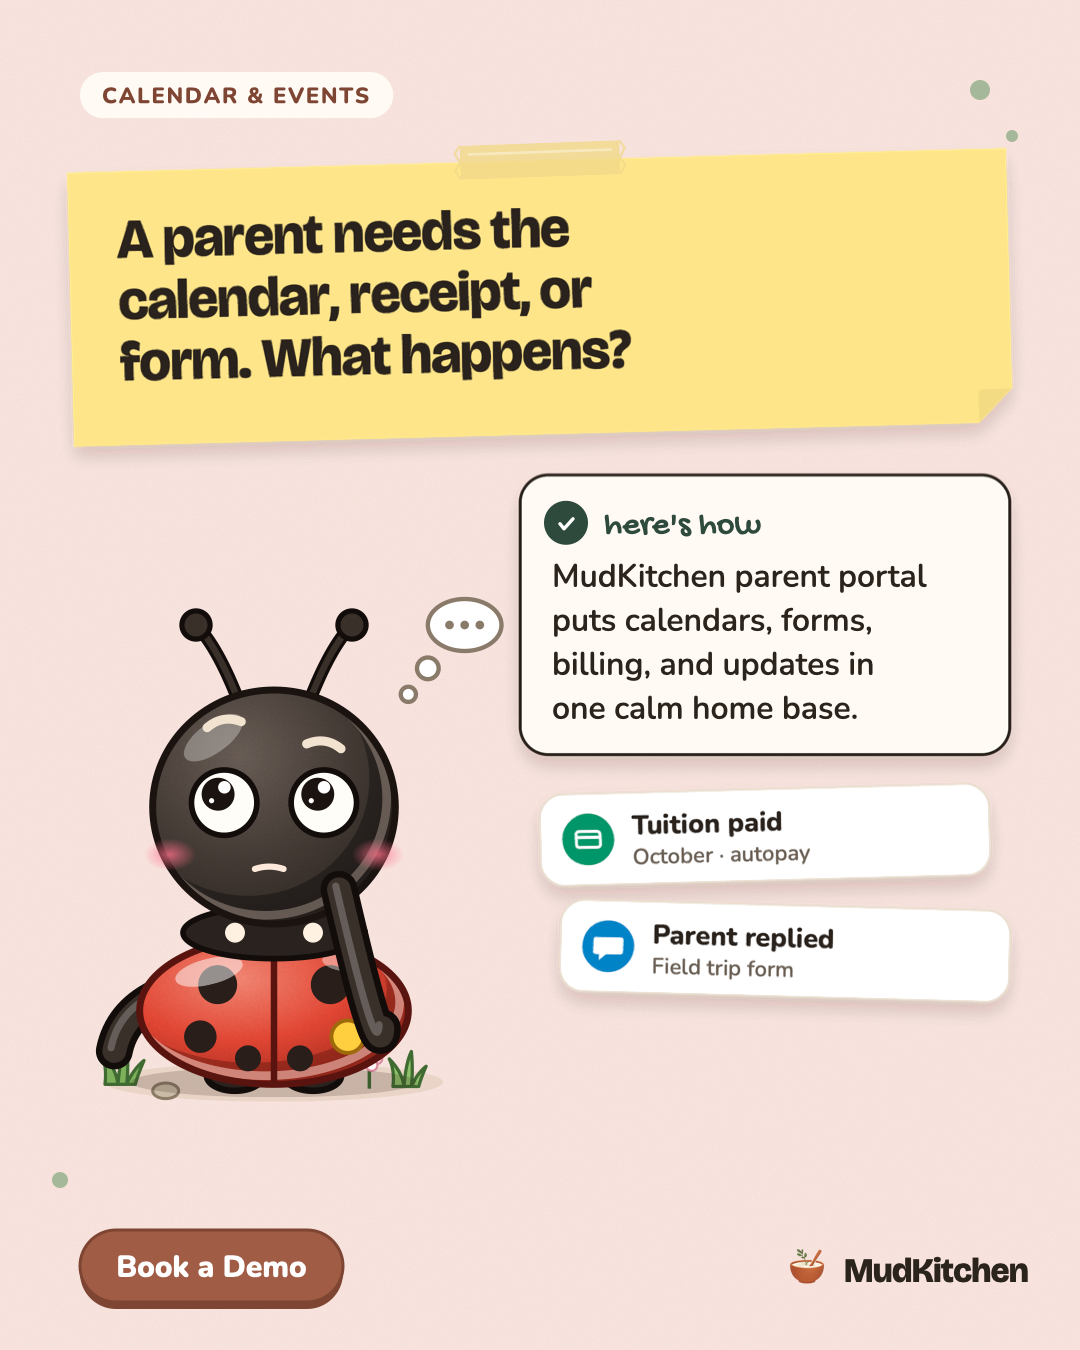 CALENDAR & EVENTS
A parent needs the
calendar, receipt, or
form. What happens?
here's how
MudKitchen parent portal
puts calendars, forms,
billing, and updates in
one calm home base.
Tuition paid
October · autopay
Parent replied
Field trip form
Book a Demo
MudKitchen